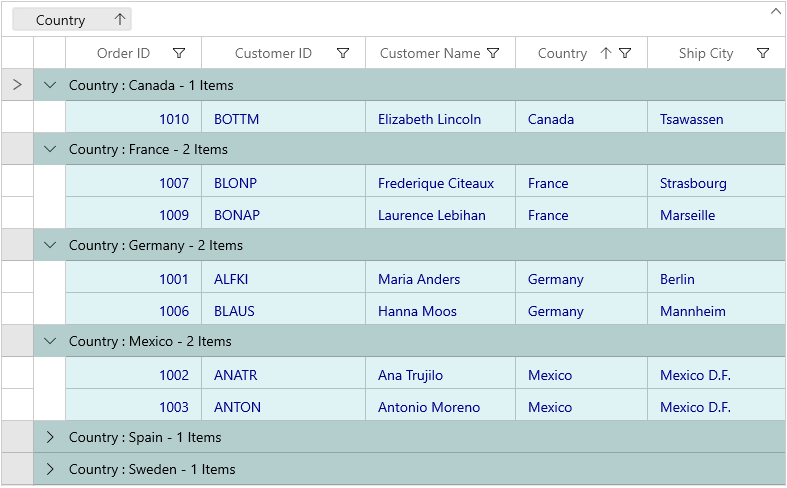 Country
Order ID Customer ID Customer Name Country Ship City
Country : Canada - 1 Items
1010 BOTTM Elizabeth Lincoln Canada Tsawassen
Country : France - 2 Items
1007 BLONP Frederique Citeaux France Strasbourg
1009 BONAP Laurence Lebihan France Marseille
Country : Germany - 2 Items
1001 ALFKI Maria Anders Germany Berlin
1006 BLAUS Hanna Moos Germany Mannheim
Country : Mexico - 2 Items
1002 ANATR Ana Trujilo Mexico Mexico D.F.
1003 ANTON Antonio Moreno Mexico Mexico D.F.
Country : Spain - 1 Items
Country : Sweden - 1 Items